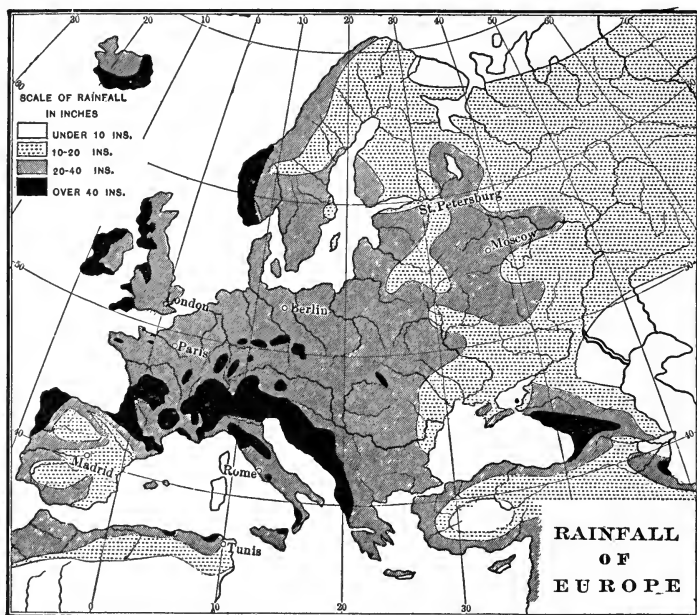 30 20 10 0 10 20 30 40 50 60 70
SCALE OF RAINFALL
IN INCHES
UNDER 10 INS.
10-20 INS.
20-40 INS.
OVER 40 INS.
St. Petersburg
Moscow
50
50
London
Berlin
Paris
40
40
Madrid
Rome
Tunis
RAINFALL
OF
EUROPE
0 10 20 30